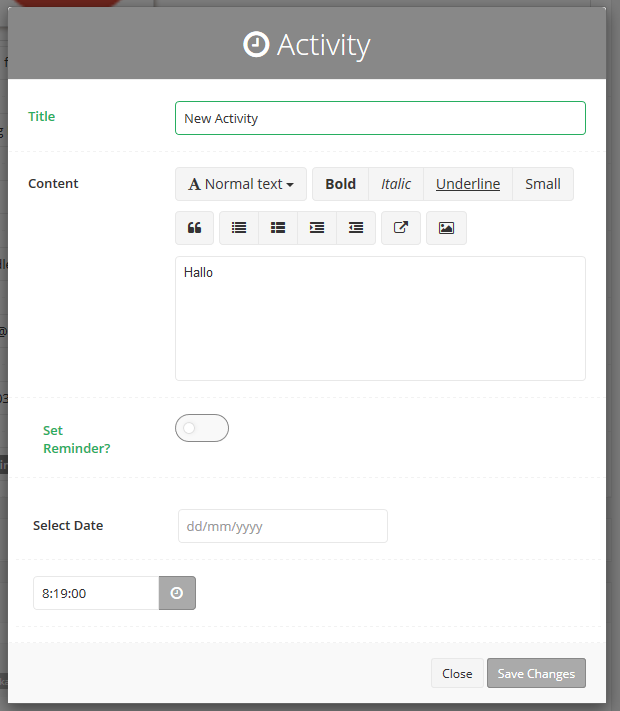 Activity
Title
New Activity
Content
A Normal text
Bold
Italic
Underline
Small
Hallo
Set
Reminder?
Select Date
dd/mm/yyyy
8:19:00
Close
Save Changes